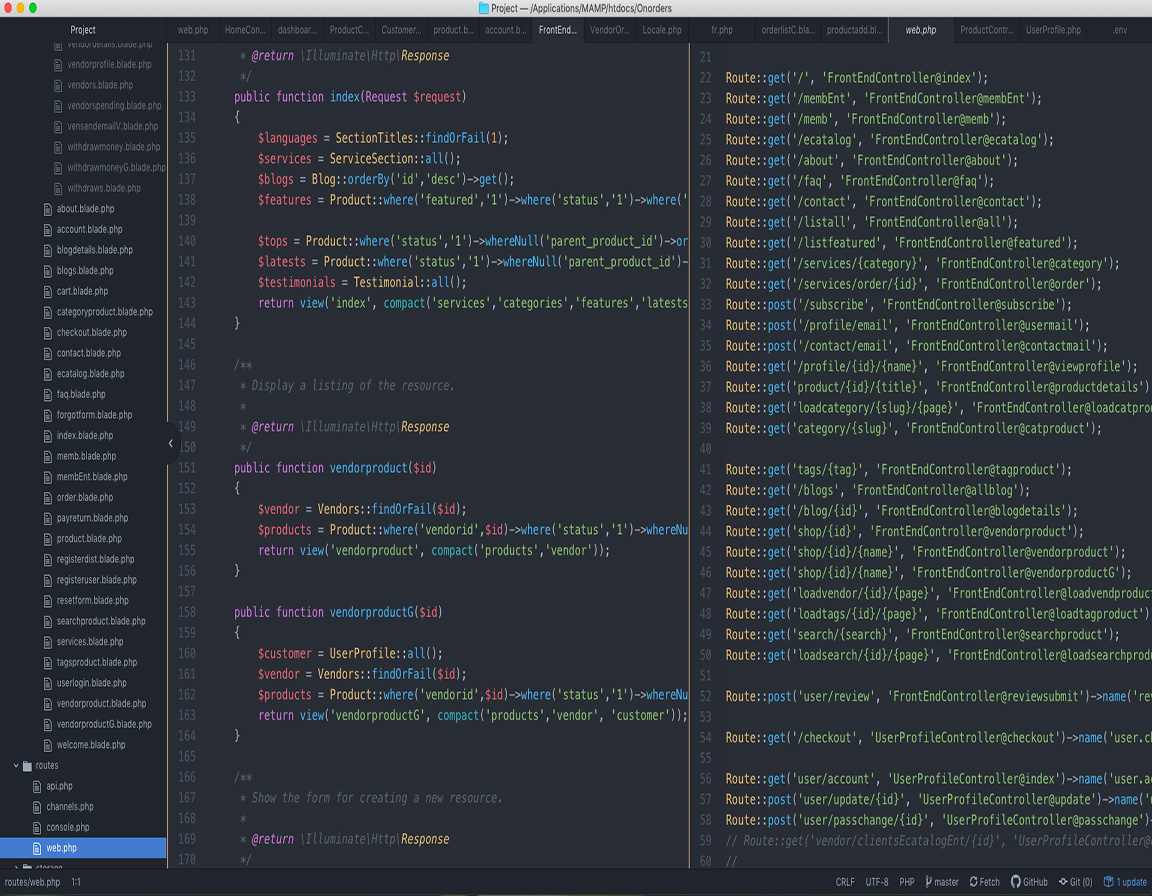 Project — /Applications/MAMP/htdocs/Onorders
Project
web.php
HomeCon...
dashboar...
ProductC...
Customer...
product.b...
account.b...
FrontEnd...
VendorOr...
Locale.php
fr.php
orderlistC.bla...
productadd.bl...
web.php
ProductContr...
UserProfile.php
.env
vendordetails.blade.php
vendorprofile.blade.php
vendors.blade.php
vendorspending.blade.php
vensendemailV.blade.php
withdrawmoney.blade.php
withdrawmoneyG.blade.php
withdraws.blade.php
about.blade.php
account.blade.php
blogdetails.blade.php
blogs.blade.php
cart.blade.php
categoryproduct.blade.php
checkout.blade.php
contact.blade.php
ecatalog.blade.php
faq.blade.php
forgotform.blade.php
index.blade.php
memb.blade.php
membEnt.blade.php
order.blade.php
payreturn.blade.php
product.blade.php
registerdist.blade.php
registeruser.blade.php
resetform.blade.php
searchproduct.blade.php
services.blade.php
tagsproduct.blade.php
userlogin.blade.php
vendorproduct.blade.php
vendorproductG.blade.php
welcome.blade.php
routes
api.php
channels.php
console.php
web.php
storage
131 * @return \Illuminate\Http\Response
132 */
133 public function index(Request $request)
134 {
135 $languages = SectionTitles::findOrFail(1);
136 $services = ServiceSection::all();
137 $blogs = Blog::orderBy('id','desc')->get();
138 $features = Product::where('featured','1')->where('status','1')->where('
139
140 $tops = Product::where('status','1')->whereNull('parent_product_id')->or
141 $latests = Product::where('status','1')->whereNull('parent_product_id')-
142 $testimonials = Testimonial::all();
143 return view('index', compact('services','categories','features','latests
144 }
145
146 /**
147 * Display a listing of the resource.
148 *
149 * @return \Illuminate\Http\Response
150 */
151 public function vendorproduct($id)
152 {
153 $vendor = Vendors::findOrFail($id);
154 $products = Product::where('vendorid',$id)->where('status','1')->whereNu
155 return view('vendorproduct', compact('products','vendor'));
156 }
157
158 public function vendorproductG($id)
159 {
160 $customer = UserProfile::all();
161 $vendor = Vendors::findOrFail($id);
162 $products = Product::where('vendorid',$id)->where('status','1')->whereNu
163 return view('vendorproductG', compact('products','vendor', 'customer'));
164 }
165
166 /**
167 * Show the form for creating a new resource.
168 *
169 * @return \Illuminate\Http\Response
170 */
21
22 Route::get('/', 'FrontEndController@index');
23 Route::get('/membEnt', 'FrontEndController@membEnt');
24 Route::get('/memb', 'FrontEndController@memb');
25 Route::get('/ecatalog', 'FrontEndController@ecatalog');
26 Route::get('/about', 'FrontEndController@about');
27 Route::get('/faq', 'FrontEndController@faq');
28 Route::get('/contact', 'FrontEndController@contact');
29 Route::get('/listall', 'FrontEndController@all');
30 Route::get('/listfeatured', 'FrontEndController@featured');
31 Route::get('/services/{category}', 'FrontEndController@category');
32 Route::get('/services/order/{id}', 'FrontEndController@order');
33 Route::post('/subscribe', 'FrontEndController@subscribe');
34 Route::post('/profile/email', 'FrontEndController@usermail');
35 Route::post('/contact/email', 'FrontEndController@contactmail');
36 Route::get('/profile/{id}/{name}', 'FrontEndController@viewprofile');
37 Route::get('product/{id}/{title}', 'FrontEndController@productdetails')
38 Route::get('loadcategory/{slug}/{page}', 'FrontEndController@loadcatpro
39 Route::get('category/{slug}', 'FrontEndController@catproduct');
40
41 Route::get('tags/{tag}', 'FrontEndController@tagproduct');
42 Route::get('/blogs', 'FrontEndController@allblog');
43 Route::get('/blog/{id}', 'FrontEndController@blogdetails');
44 Route::get('shop/{id}', 'FrontEndController@vendorproduct');
45 Route::get('shop/{id}/{name}', 'FrontEndController@vendorproduct');
46 Route::get('shop/{id}/{name}', 'FrontEndController@vendorproductG');
47 Route::get('loadvendor/{id}/{page}', 'FrontEndController@loadvendproduc
48 Route::get('loadtags/{id}/{page}', 'FrontEndController@loadtagproduct')
49 Route::get('search/{search}', 'FrontEndController@searchproduct');
50 Route::get('loadsearch/{id}/{page}', 'FrontEndController@loadsearchprodu
51
52 Route::post('user/review', 'FrontEndController@reviewsubmit')->name('re
53
54 Route::get('/checkout', 'UserProfileController@checkout')->name('user.c
55
56 Route::get('user/account', 'UserProfileController@index')->name('user.a
57 Route::post('user/update/{id}', 'UserProfileController@update')->name('
58 Route::post('user/passchange/{id}', 'UserProfileController@passchange')-
59 // Route::get('vendor/clientsEcatalogEnt/{id}', 'UserProfileController@
60 //
routes/web.php 1:1
CRLF UTF-8 PHP master Fetch GitHub Git (0) 1 update